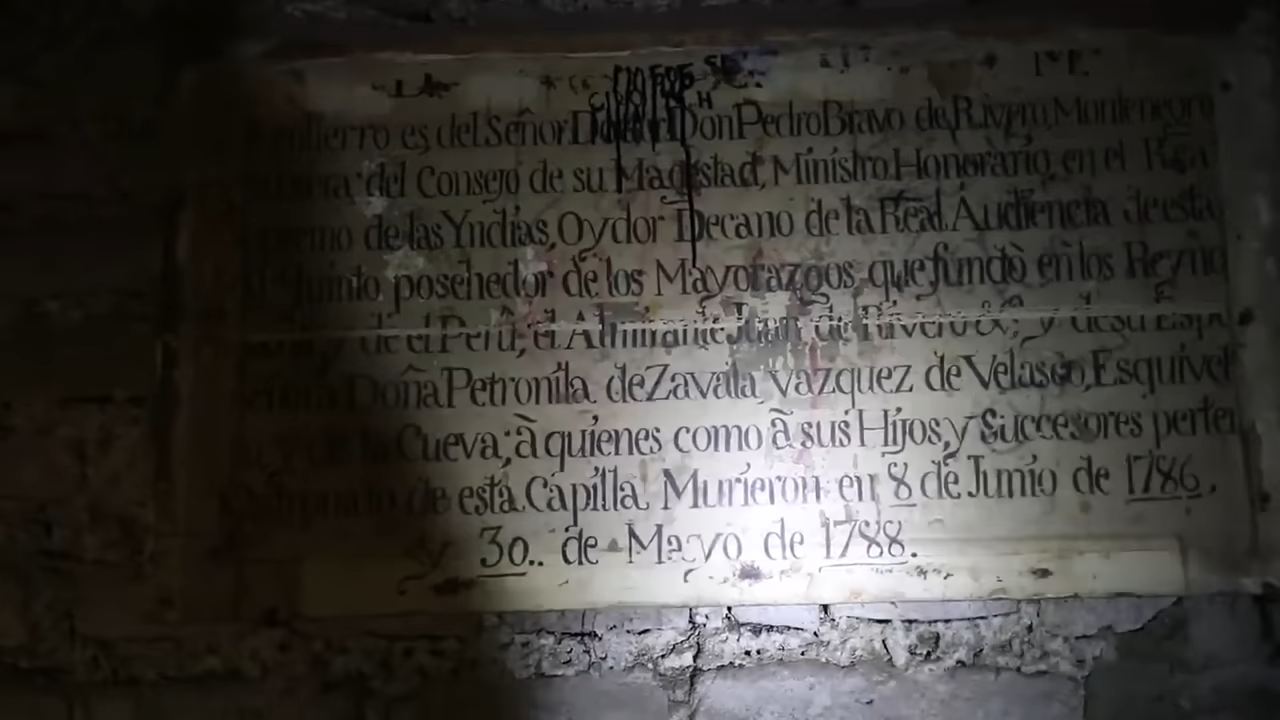 es del Señor Don Pedro Bravo de Rivero, Montenegro
del Consejo de su Magestad, Ministro Honorario, en el
de las Yndias, Oydor Decano de la Real Audiencia de esta
posehedor de los Mayorazgos, que fundò en los Reyno
de el Perù, el Almirante Juan de Rivero &c; y de su Espo
Doña Petronila de Zavala Vazquez de Velasco, Esquivel
la Cueva; à quienes como à sus Hijos, y Successores perte
de esta Capilla. Murieron en 8 de Junio de 1786,
y 30.. de Mayo de 1788.